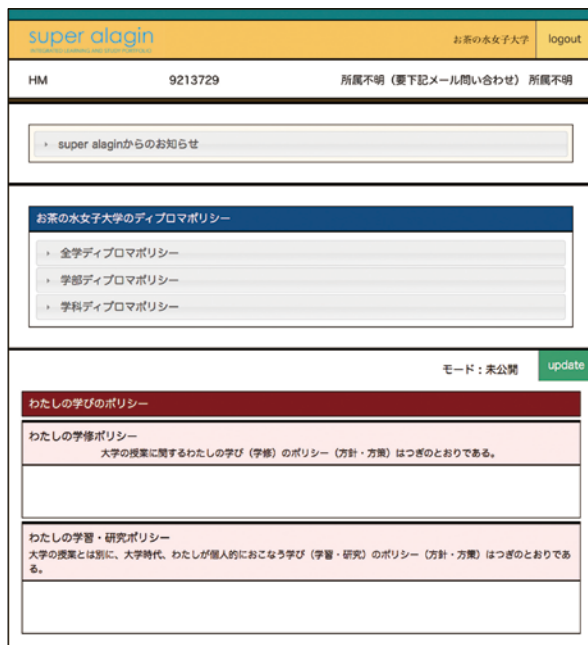 super alagin
INTEGRATED LEARNING AND STUDY PORTFOLIO
お茶の水女子大学 logout
HM 9213729 所属不明（要下記メール問い合わせ） 所属不明
super alaginからのお知らせ
お茶の水女子大学のディプロマポリシー
全学ディプロマポリシー
学部ディプロマポリシー
学科ディプロマポリシー
モード：未公開 update
わたしの学びのポリシー
わたしの学修ポリシー
大学の授業に関するわたしの学び（学修）のポリシー（方針・方策）はつぎのとおりである。
わたしの学習・研究ポリシー
大学の授業とは別に、大学時代、わたしが個人的におこなう学び（学習・研究）のポリシー（方針・方策）はつぎのとおりであ
る。